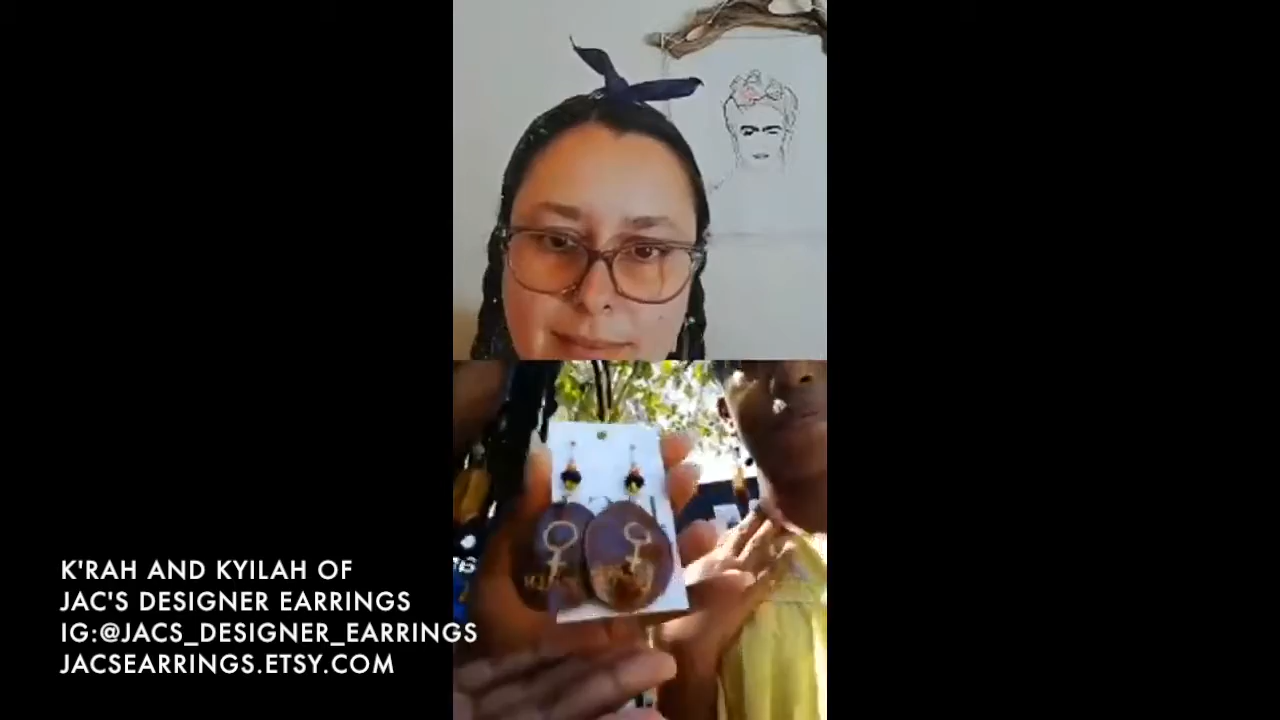 K'RAH AND KYILAH OF
JAC'S DESIGNER EARRINGS
IG:@JACS_DESIGNER_EARRINGS
JACSEARRINGS.ETSY.COM